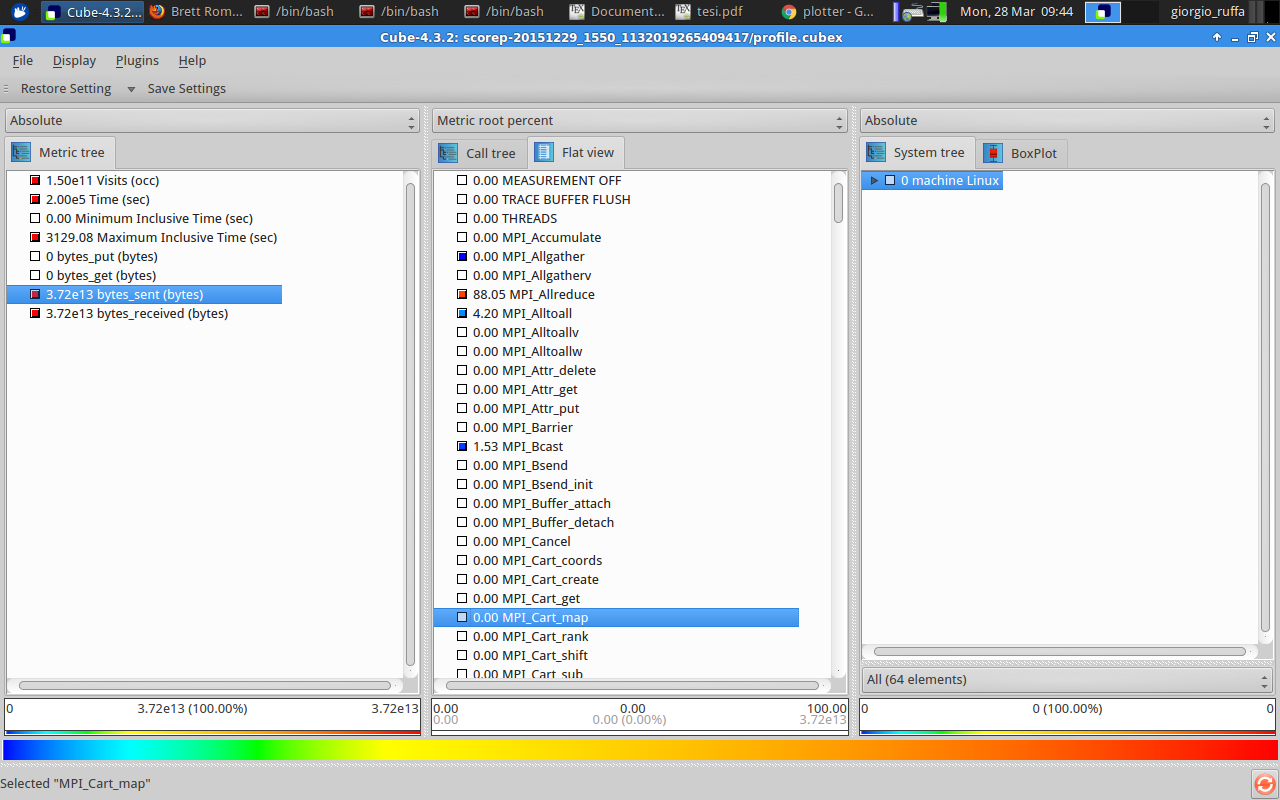 Cube-4.3.2... Brett Rom... /bin/bash /bin/bash /bin/bash Document... tesi.pdf plotter - G... Mon, 28 Mar 09:44 giorgio_ruffa
Cube-4.3.2: scorep-20151229_1550_1132019265409417/profile.cubex
File Display Plugins Help
Restore Setting Save Settings
Absolute
Metric tree
1.50e11 Visits (occ)
2.00e5 Time (sec)
0.00 Minimum Inclusive Time (sec)
3129.08 Maximum Inclusive Time (sec)
0 bytes_put (bytes)
0 bytes_get (bytes)
3.72e13 bytes_sent (bytes)
3.72e13 bytes_received (bytes)
0 3.72e13 (100.00%) 3.72e13
Metric root percent
Call tree Flat view
0.00 MEASUREMENT OFF
0.00 TRACE BUFFER FLUSH
0.00 THREADS
0.00 MPI_Accumulate
0.00 MPI_Allgather
0.00 MPI_Allgatherv
88.05 MPI_Allreduce
4.20 MPI_Alltoall
0.00 MPI_Alltoallv
0.00 MPI_Alltoallw
0.00 MPI_Attr_delete
0.00 MPI_Attr_get
0.00 MPI_Attr_put
0.00 MPI_Barrier
1.53 MPI_Bcast
0.00 MPI_Bsend
0.00 MPI_Bsend_init
0.00 MPI_Buffer_attach
0.00 MPI_Buffer_detach
0.00 MPI_Cancel
0.00 MPI_Cart_coords
0.00 MPI_Cart_create
0.00 MPI_Cart_get
0.00 MPI_Cart_map
0.00 MPI_Cart_rank
0.00 MPI_Cart_shift
0.00 MPI_Cart_sub
0.00 0.00 100.00
0.00 0.00 (0.00%) 3.72e13
Absolute
System tree BoxPlot
0 machine Linux
All (64 elements)
0 0 (100.00%) 0
Selected "MPI_Cart_map"